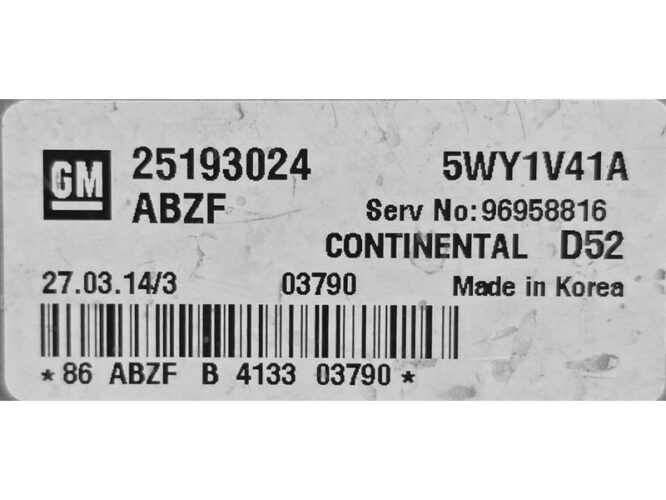 GM 25193024 5WY1V41A
ABZF Serv No:96958816
CONTINENTAL D52
27.03.14/3 03790 Made in Korea
*86 ABZF B 4133 03790*